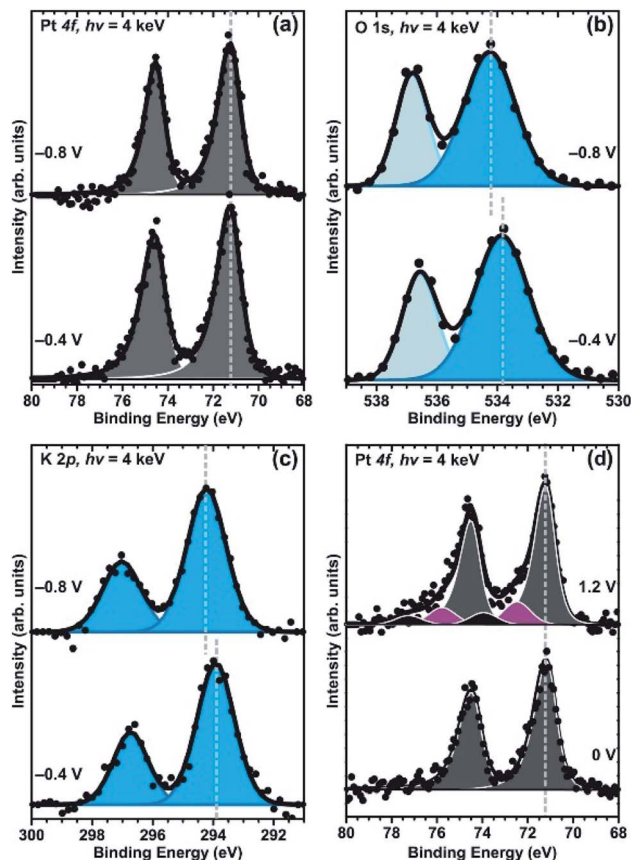 Pt 4f, hv = 4 keV (a)
–0.8 V
–0.4 V
Intensity (arb. units)
80 78 76 74 72 70 68
Binding Energy (eV)
O 1s, hv = 4 keV (b)
–0.8 V
–0.4 V
Intensity (arb. units)
538 536 534 532 530
Binding Energy (eV)
K 2p, hv = 4 keV (c)
–0.8 V
–0.4 V
Intensity (arb. units)
300 298 296 294 292
Binding Energy (eV)
Pt 4f, hv = 4 keV (d)
1.2 V
0 V
Intensity (arb. units)
80 78 76 74 72 70 68
Binding Energy (eV)